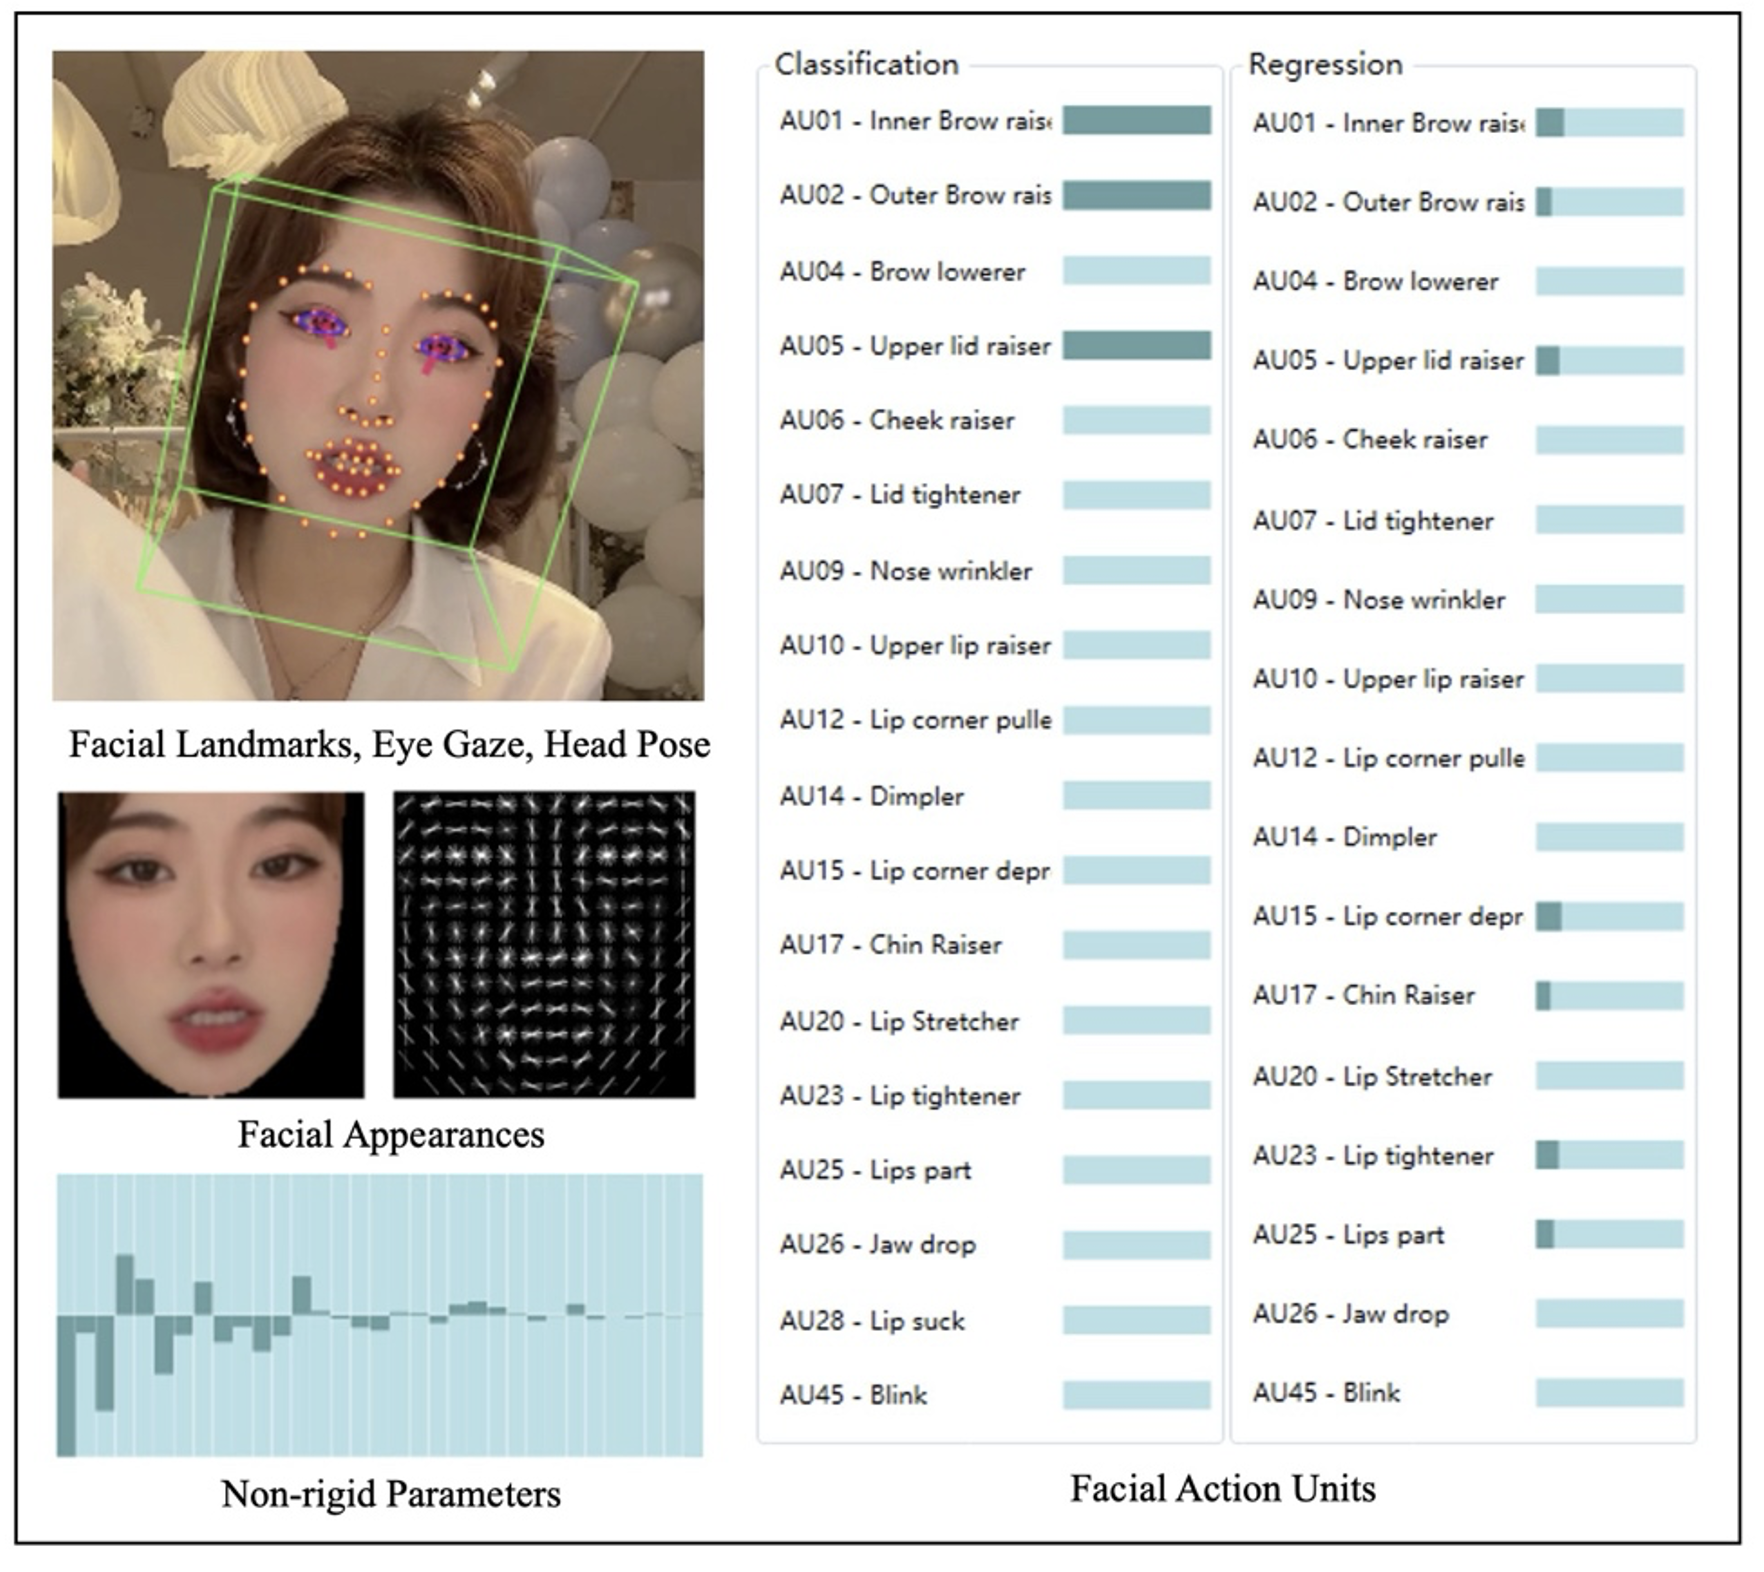 Facial Landmarks, Eye Gaze, Head Pose
Facial Appearances
Non-rigid Parameters
Classification
AU01 - Inner Brow raise
AU02 - Outer Brow rais
AU04 - Brow lowerer
AU05 - Upper lid raiser
AU06 - Cheek raiser
AU07 - Lid tightener
AU09 - Nose wrinkler
AU10 - Upper lip raiser
AU12 - Lip corner pulle
AU14 - Dimpler
AU15 - Lip corner depr
AU17 - Chin Raiser
AU20 - Lip Stretcher
AU23 - Lip tightener
AU25 - Lips part
AU26 - Jaw drop
AU28 - Lip suck
AU45 - Blink
Regression
AU01 - Inner Brow raise
AU02 - Outer Brow rais
AU04 - Brow lowerer
AU05 - Upper lid raiser
AU06 - Cheek raiser
AU07 - Lid tightener
AU09 - Nose wrinkler
AU10 - Upper lip raiser
AU12 - Lip corner pulle
AU14 - Dimpler
AU15 - Lip corner depr
AU17 - Chin Raiser
AU20 - Lip Stretcher
AU23 - Lip tightener
AU25 - Lips part
AU26 - Jaw drop
AU45 - Blink
Facial Action Units